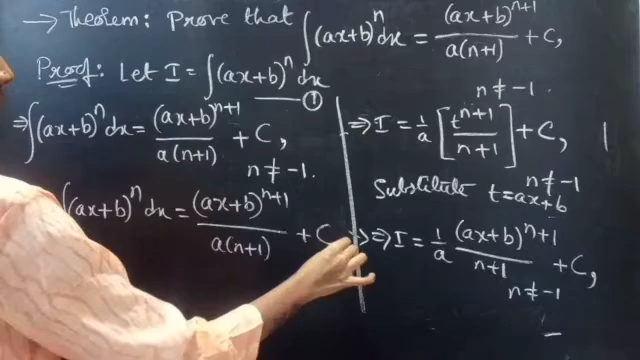 → Theorem: Prove that ∫(ax+b)^n dx = (ax+b)^(n+1) / a(n+1) + C,
n ≠ -1.
Proof: Let I = ∫(ax+b)^n dx
—— ①
⇒ ∫(ax+b)^n dx = (ax+b)^(n+1) / a(n+1) + C,
n ≠ -1.
∫(ax+b)^n dx = (ax+b)^(n+1) / a(n+1) + C
⇒ I = 1/a [t^(n+1) / n+1] + C,
n ≠ -1
Substitute t = ax+b
⇒ I = 1/a (ax+b)^(n+1) / n+1 + C,
n ≠ -1